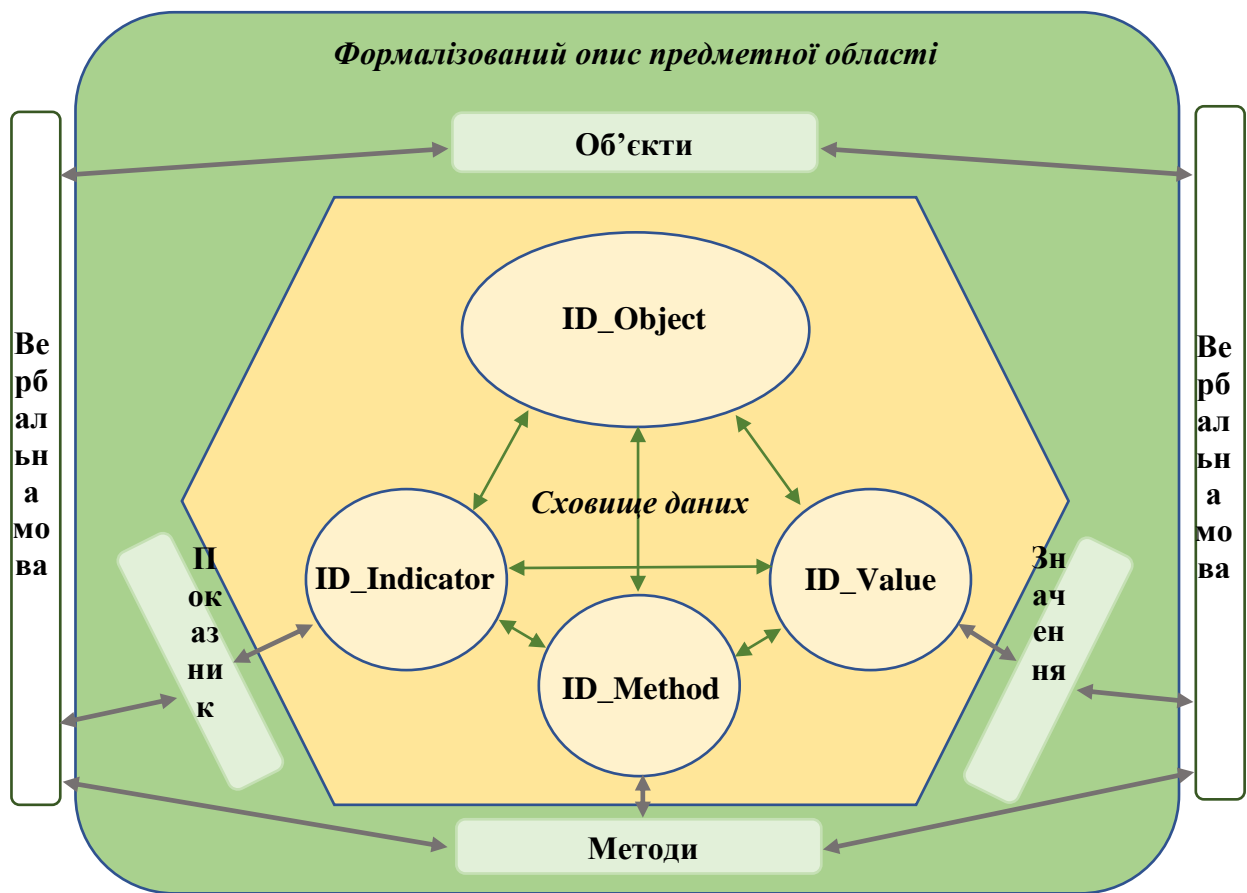 Формалізований опис предметної області
Об’єкти
ID_Object
Ве
рб
ал
ьн
а
мо
ва
Ве
рб
ал
ьн
а
мо
ва
Сховище даних
П
ок
аз
ни
к
ID_Indicator
ID_Value
Зн
ач
ен
ня
ID_Method
Методи